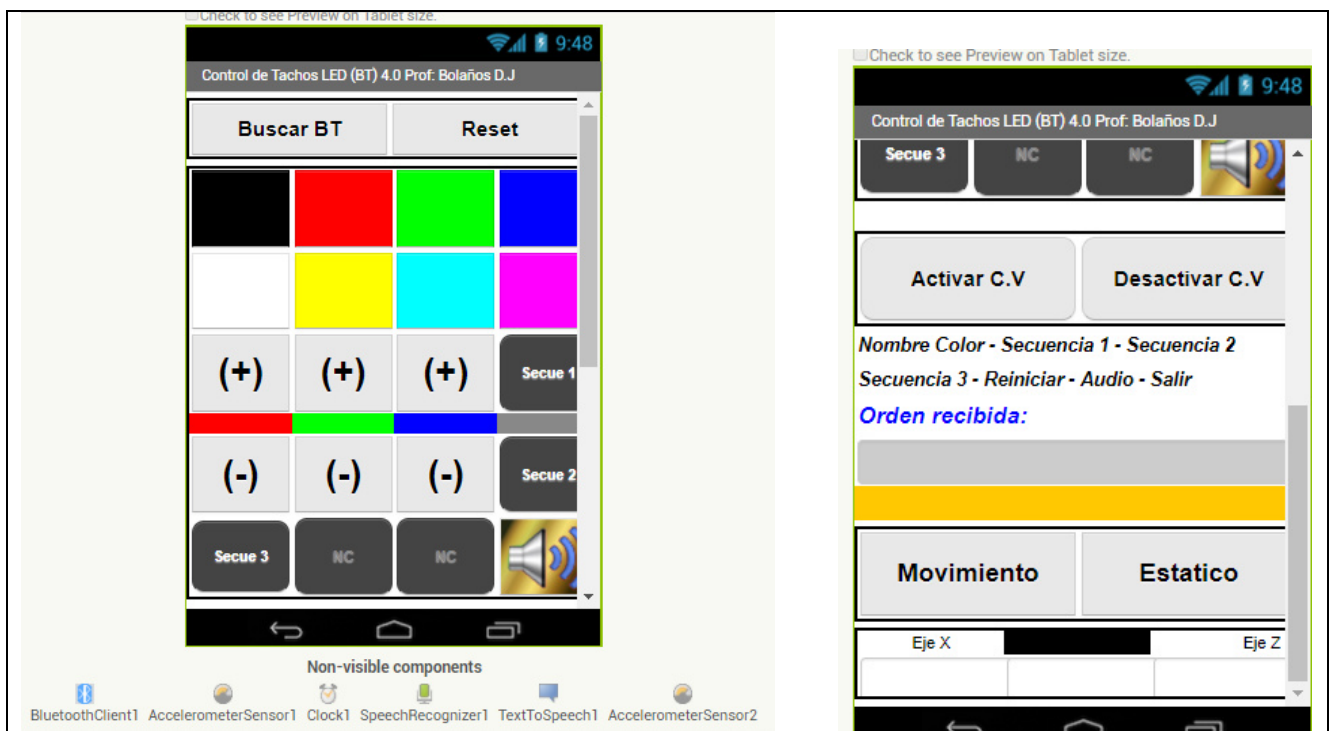 Check to see Preview on Tablet size.
9:48
Control de Tachos LED (BT) 4.0 Prof: Bolaños D.J
Buscar BT Reset
(+) (+) (+) Secue 1
(-) (-) (-) Secue 2
Secue 3 NC NC
Non-visible components
BluetoothClient1 AccelerometerSensor1 Clock1 SpeechRecognizer1 TextToSpeech1 AccelerometerSensor2
Check to see Preview on Tablet size.
9:48
Control de Tachos LED (BT) 4.0 Prof: Bolaños D.J
Secue 3 NC NC
Activar C.V Desactivar C.V
Nombre Color - Secuencia 1 - Secuencia 2
Secuencia 3 - Reiniciar - Audio - Salir
Orden recibida:
Movimiento Estatico
Eje X Eje Z